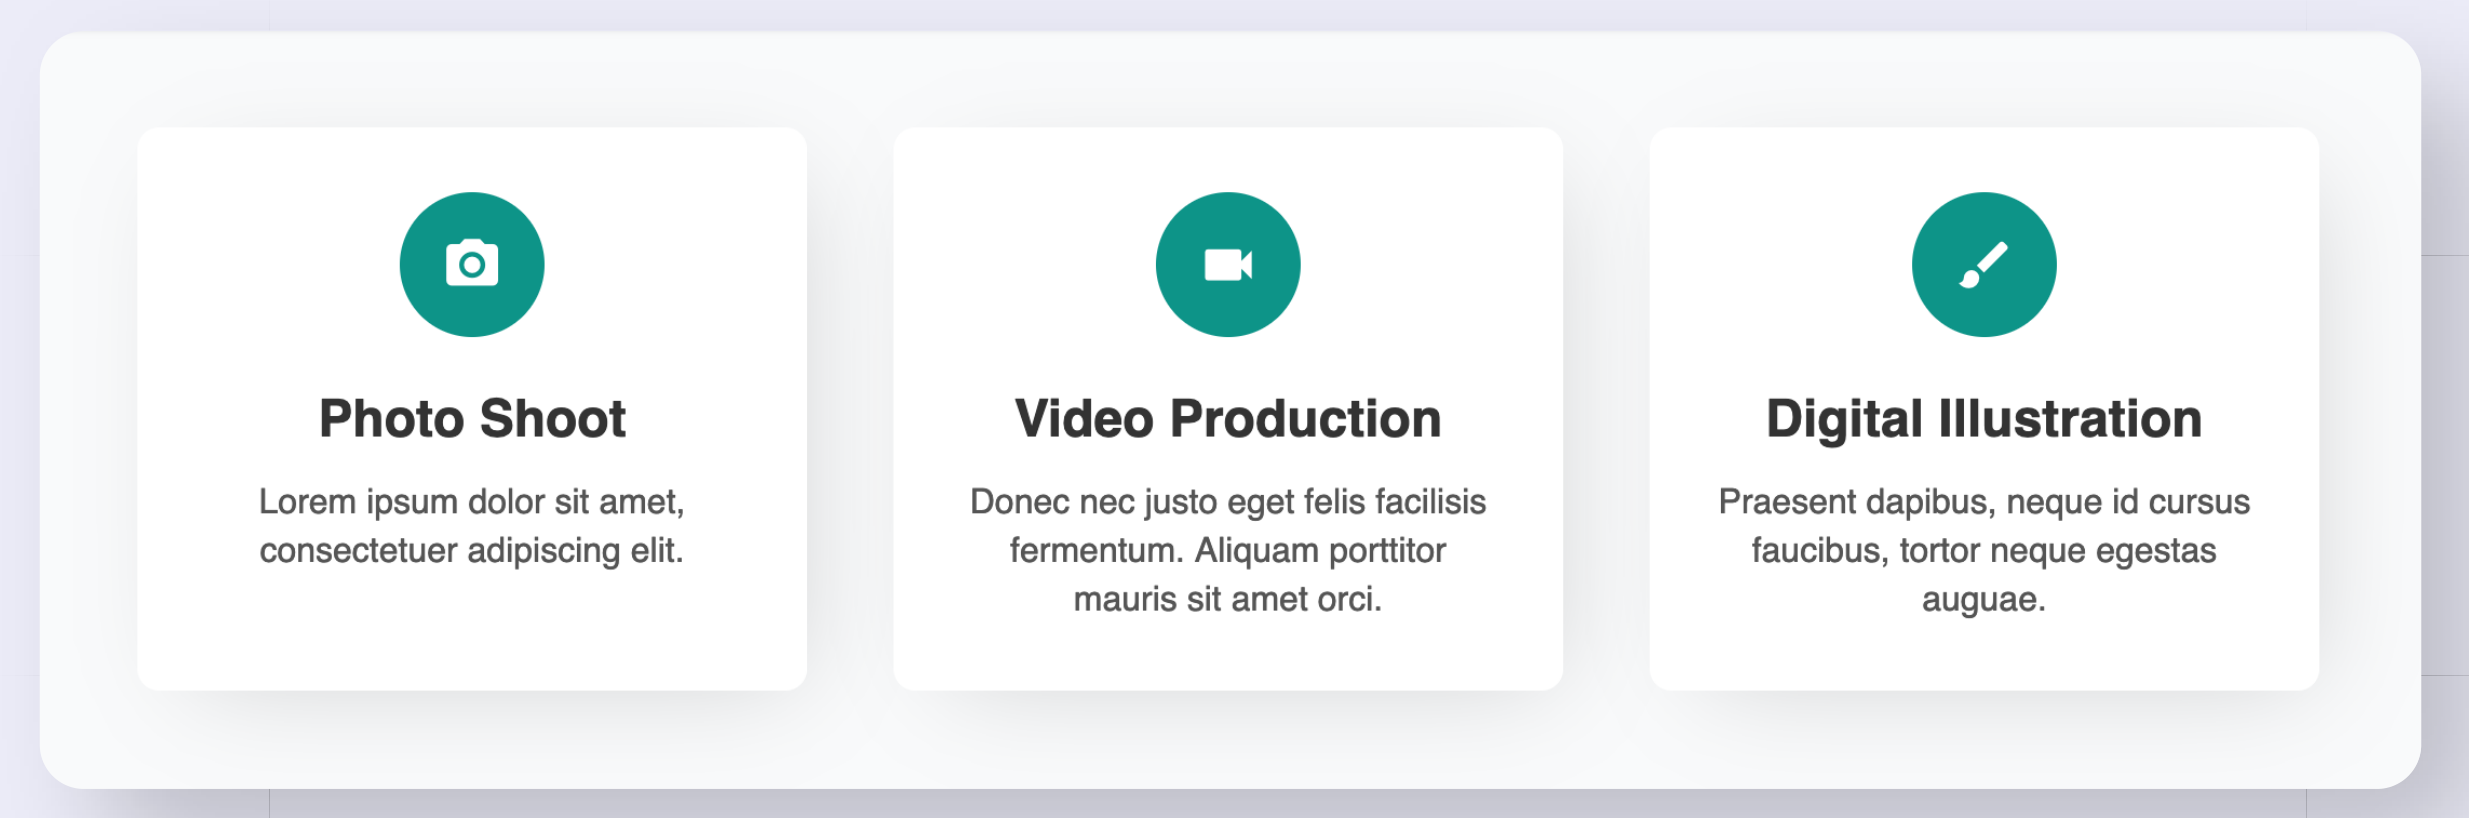 Photo Shoot
Lorem ipsum dolor sit amet,
consectetuer adipiscing elit.
Video Production
Donec nec justo eget felis facilisis
fermentum. Aliquam porttitor
mauris sit amet orci.
Digital Illustration
Praesent dapibus, neque id cursus
faucibus, tortor neque egestas
auguae.